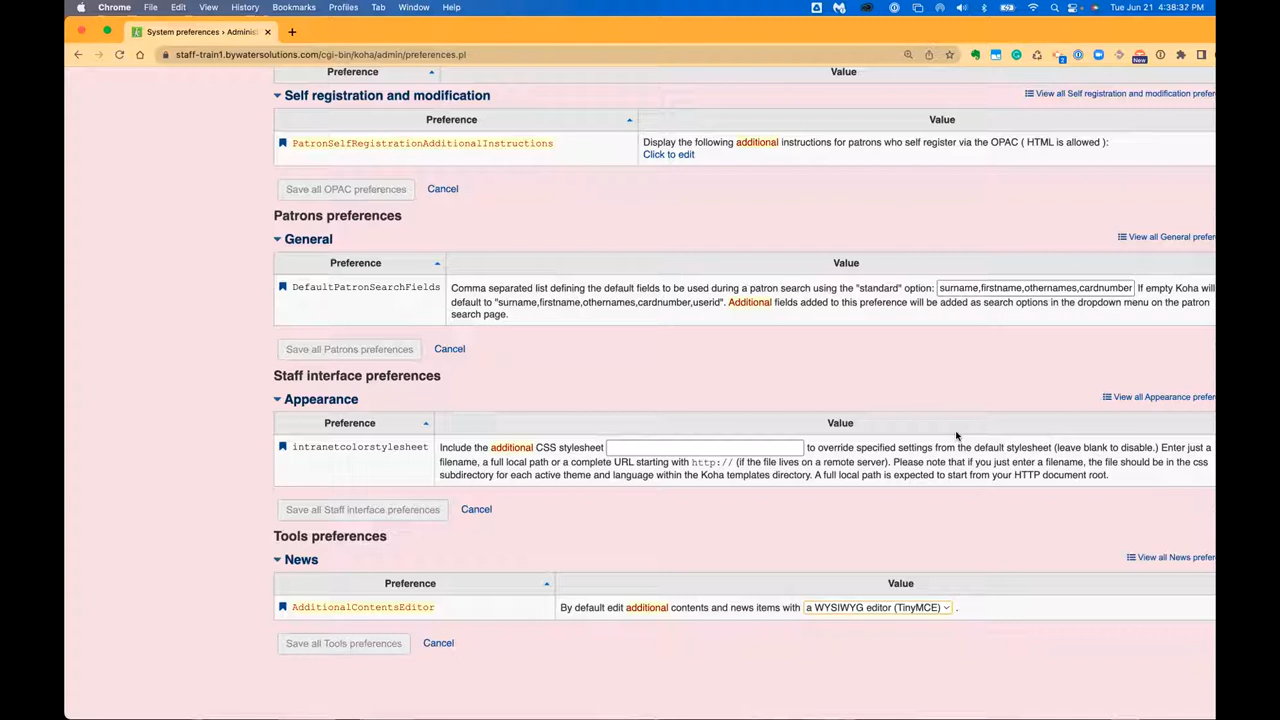 Chrome File Edit View History Bookmarks Profiles Tab Window Help Tue Jun 21 4:38:37 PM
System preferences › Adminis
staff-train1.bywatersolutions.com/cgi-bin/koha/admin/preferences.pl
New
2
Preference Value
Self registration and modification View all Self registration and modification prefer
Preference Value
PatronSelfRegistrationAdditionalInstructions Display the following additional instructions for patrons who self register via the OPAC ( HTML is allowed ):
Click to edit
Save all OPAC preferences Cancel
Patrons preferences
General View all General prefer
Preference Value
DefaultPatronSearchFields Comma separated list defining the default fields to be used during a patron search using the "standard" option: surname,firstname,othernames,cardnumber If empty Koha will
default to "surname,firstname,othernames,cardnumber,userid". Additional fields added to this preference will be added as search options in the dropdown menu on the patron
search page.
Save all Patrons preferences Cancel
Staff interface preferences
Appearance View all Appearance prefer
Preference Value
intranetcolorstylesheet Include the additional CSS stylesheet to override specified settings from the default stylesheet (leave blank to disable.) Enter just a
filename, a full local path or a complete URL starting with http:// (if the file lives on a remote server). Please note that if you just enter a filename, the file should be in the css
subdirectory for each active theme and language within the Koha templates directory. A full local path is expected to start from your HTTP document root.
Save all Staff interface preferences Cancel
Tools preferences
News View all News prefer
Preference Value
AdditionalContentsEditor By default edit additional contents and news items with a WYSIWYG editor (TinyMCE) .
Save all Tools preferences Cancel